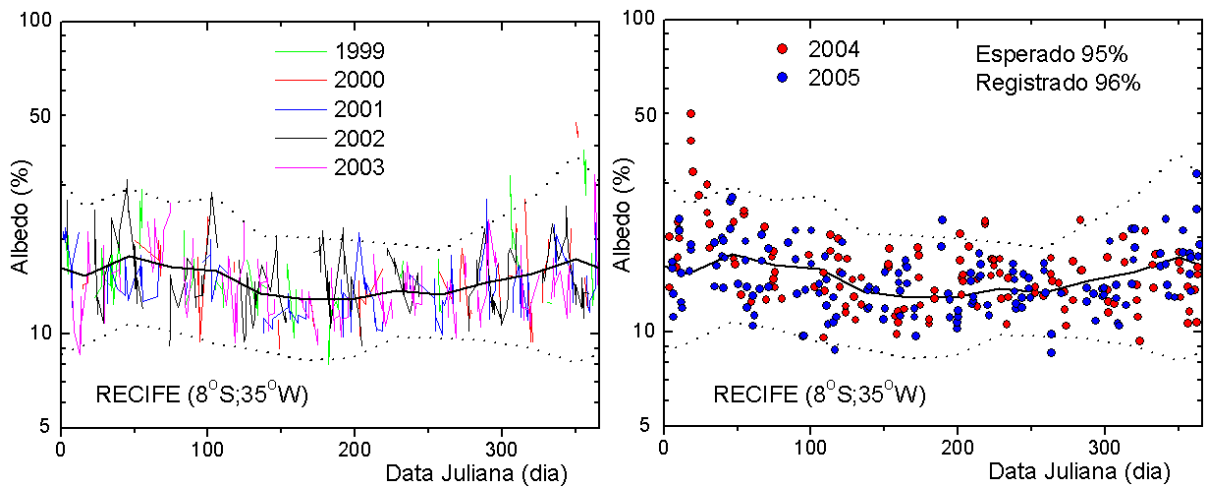 100
50
10
5
Albedo (%)
1999
2000
2001
2002
2003
RECIFE (8°S;35°W)
0
100
200
300
Data Juliana (dia)
100
50
10
5
Albedo (%)
2004
2005
Esperado 95%
Registrado 96%
RECIFE (8°S;35°W)
0
100
200
300
Data Juliana (dia)